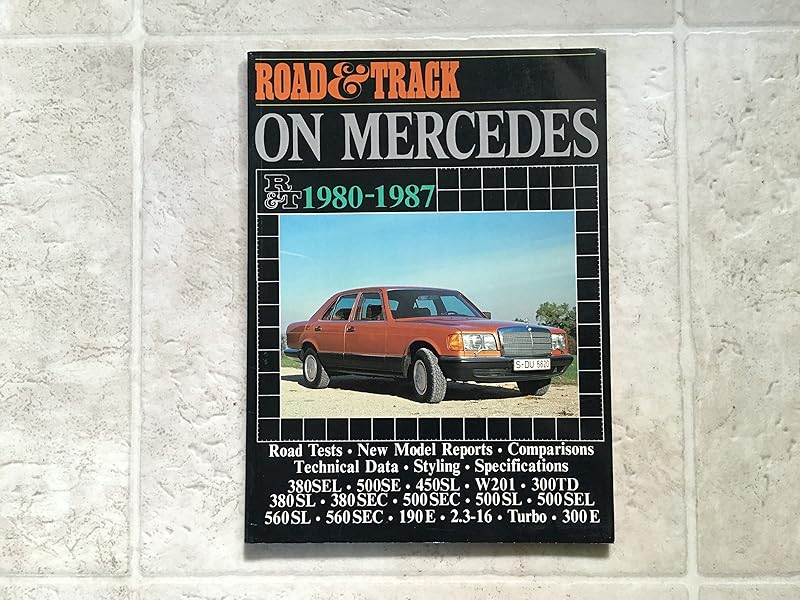 ROAD & TRACK
ON MERCEDES
R&T 1980-1987
S-DU 6620
Road Tests • New Model Reports • Comparisons
Technical Data • Styling • Specifications
380SEL • 500SE • 450SL • W201 • 300TD
380SL • 380SEC • 500SEC • 500SL • 500SEL
560SL • 560SEC • 190E • 2.3-16 • Turbo • 300E